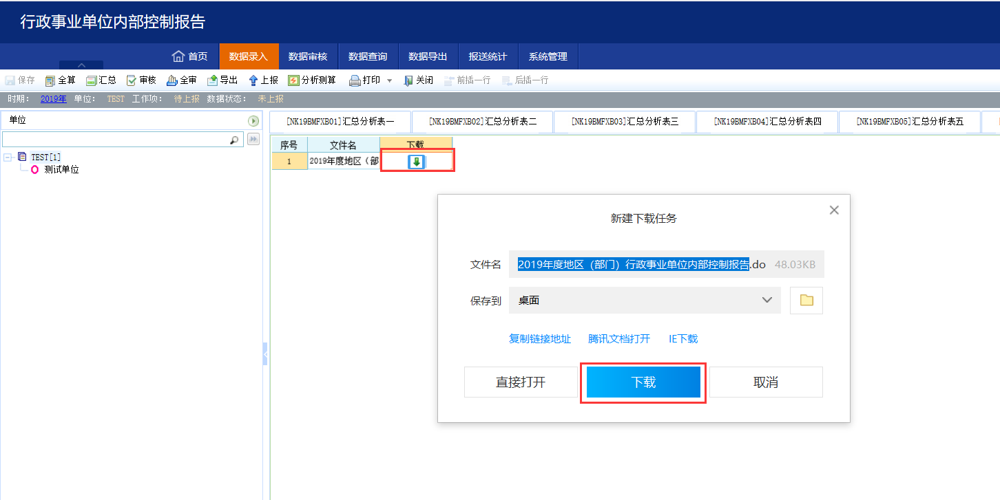 行政事业单位内部控制报告
首页 数据录入 数据审核 数据查询 数据导出 报送统计 系统管理
保存 全算 汇总 审核 全审 导出 上报 分析测算 打印 关闭 前插一行 后插一行
时期： 2019年 单位： TEST 工作项： 待上报 数据状态： 未上报
单位
TEST[1]
测试单位
[NK19BMFXB01]汇总分析表一 [NK19BMFXB02]汇总分析表二 [NK19BMFXB03]汇总分析表三 [NK19BMFXB04]汇总分析表四 [NK19BMFXB05]汇总分析表五
序号 文件名 下载
1 2019年度地区（部
新建下载任务
文件名 2019年度地区（部门）行政事业单位内部控制报告.do 48.03KB
保存到 桌面
复制链接地址 腾讯文档打开 IE下载
直接打开 下载 取消